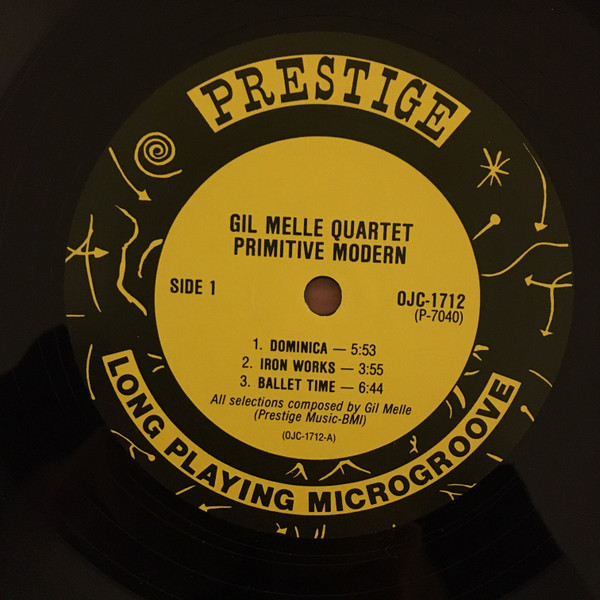 PRESTIGE
GIL MELLE QUARTET
PRIMITIVE MODERN
SIDE 1
OJC-1712
(P-7040)
1. DOMINICA — 5:53
2. IRON WORKS — 3:55
3. BALLET TIME — 6:44
All selections composed by Gil Melle
(Prestige Music-BMI)
(OJC-1712-A)
LONG PLAYING MICROGROOVE